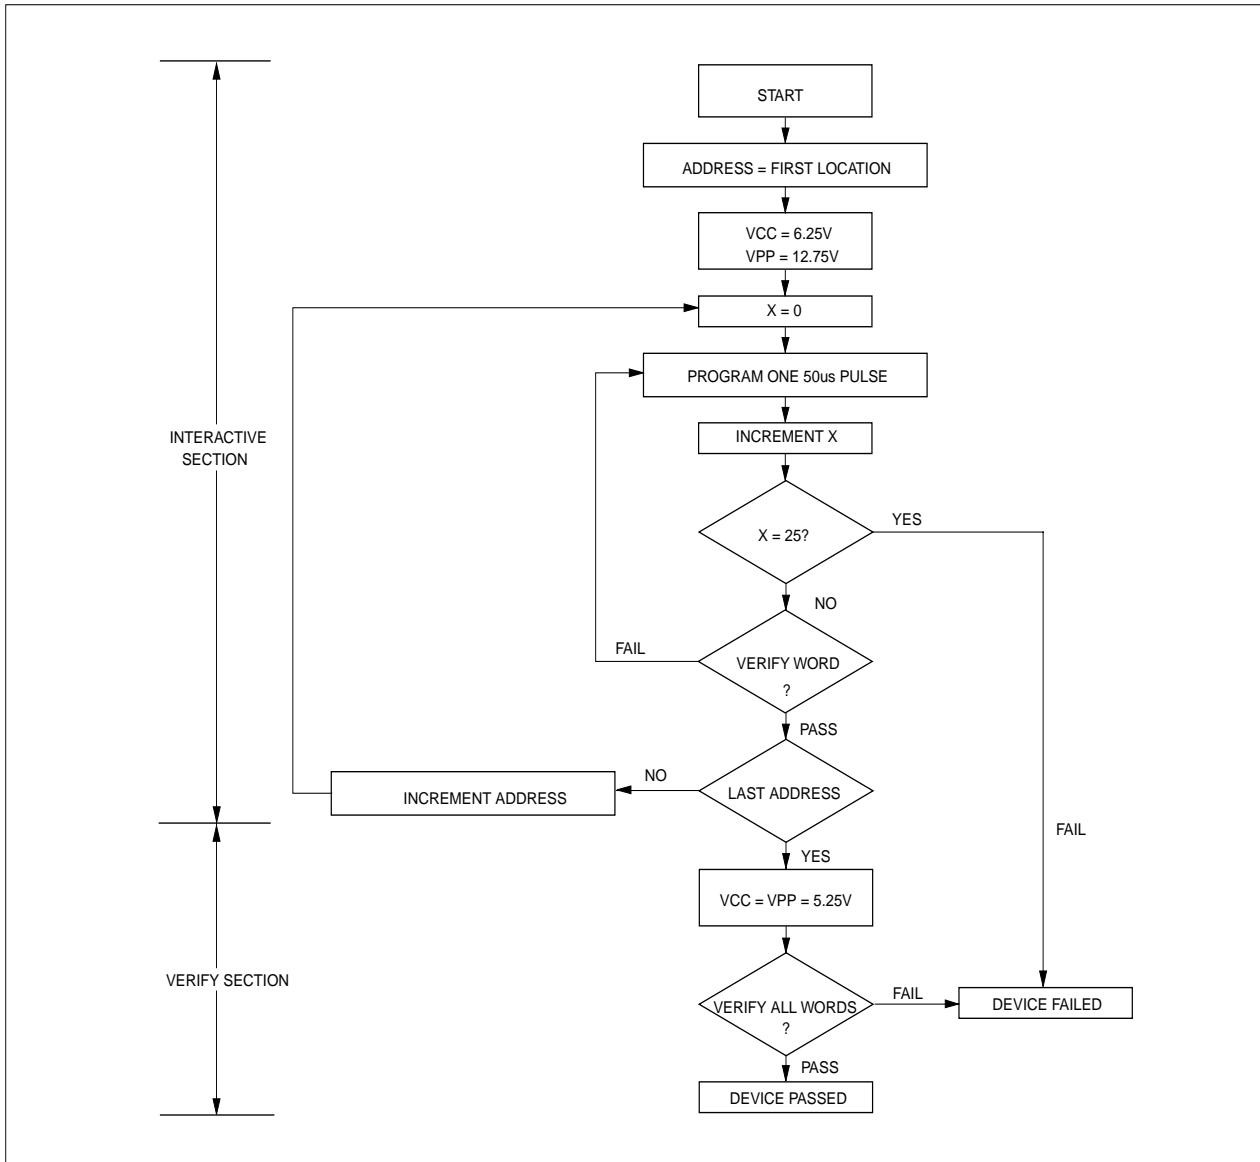 START
ADDRESS = FIRST LOCATION
VCC = 6.25V
VPP = 12.75V
X = 0
PROGRAM ONE 50us PULSE
INCREMENT X
INTERACTIVE
SECTION
X = 25?
YES
NO
FAIL
VERIFY WORD
?
PASS
NO
LAST ADDRESS
INCREMENT ADDRESS
FAIL
YES
VCC = VPP = 5.25V
VERIFY SECTION
VERIFY ALL WORDS
?
FAIL
DEVICE FAILED
PASS
DEVICE PASSED